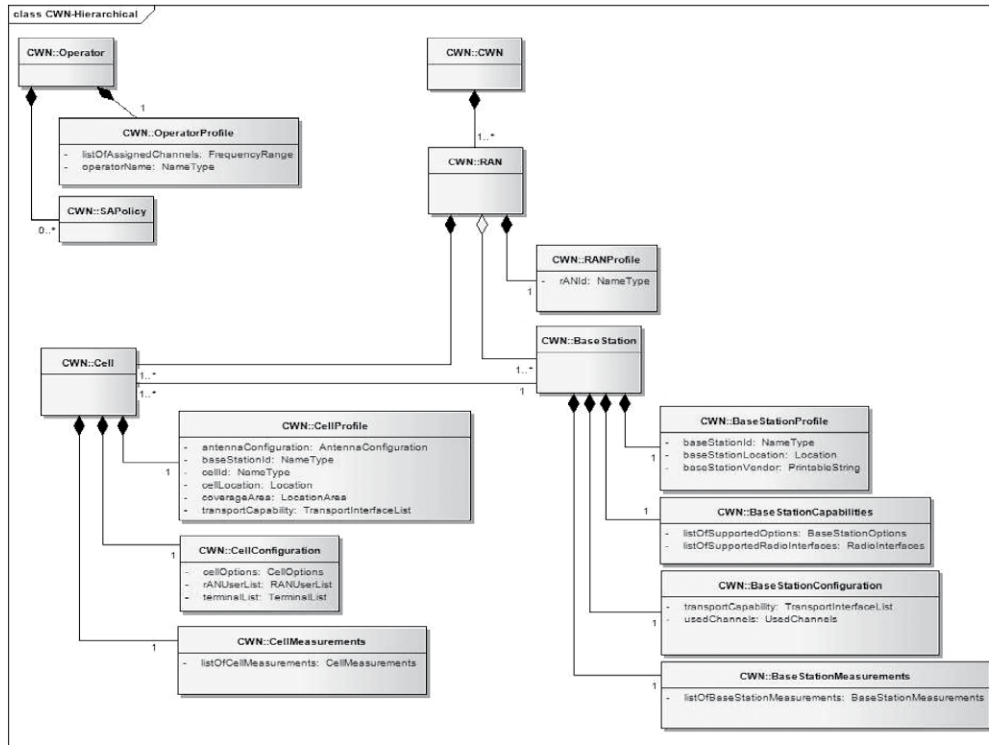 class CWN-Hierarchical
CWN::Operator
CWN::CWN
1
1..*
CWN::OperatorProfile
- listOfAssignedChannels: FrequencyRange
- operatorName: NameType
CWN::RAN
CWN::SAPolicy
0..*
CWN::RANProfile
- rANId: NameType
1
CWN::BaseStation
CWN::Cell
1..*
1..*
1..*
1
CWN::CellProfile
- antennaConfiguration: AntennaConfiguration
- baseStationId: NameType
- cellId: NameType
- cellLocation: Location
- coverageArea: LocationArea
- transportCapability: TransportInterfaceList
1
CWN::BaseStationProfile
- baseStationId: NameType
- baseStationLocation: Location
- baseStationVendor: PrintableString
1
CWN::BaseStationCapabilities
- listOfSupportedOptions: BaseStationOptions
- listOfSupportedRadioInterfaces: RadioInterfaces
1
CWN::CellConfiguration
- cellOptions: CellOptions
- rANUserList: RANUserList
- terminalList: TerminalList
1
CWN::BaseStationConfiguration
- transportCapability: TransportInterfaceList
- usedChannels: UsedChannels
1
CWN::CellMeasurements
- listOfCellMeasurements: CellMeasurements
1
CWN::BaseStationMeasurements
- listOfBaseStationMeasurements: BaseStationMeasurements
1